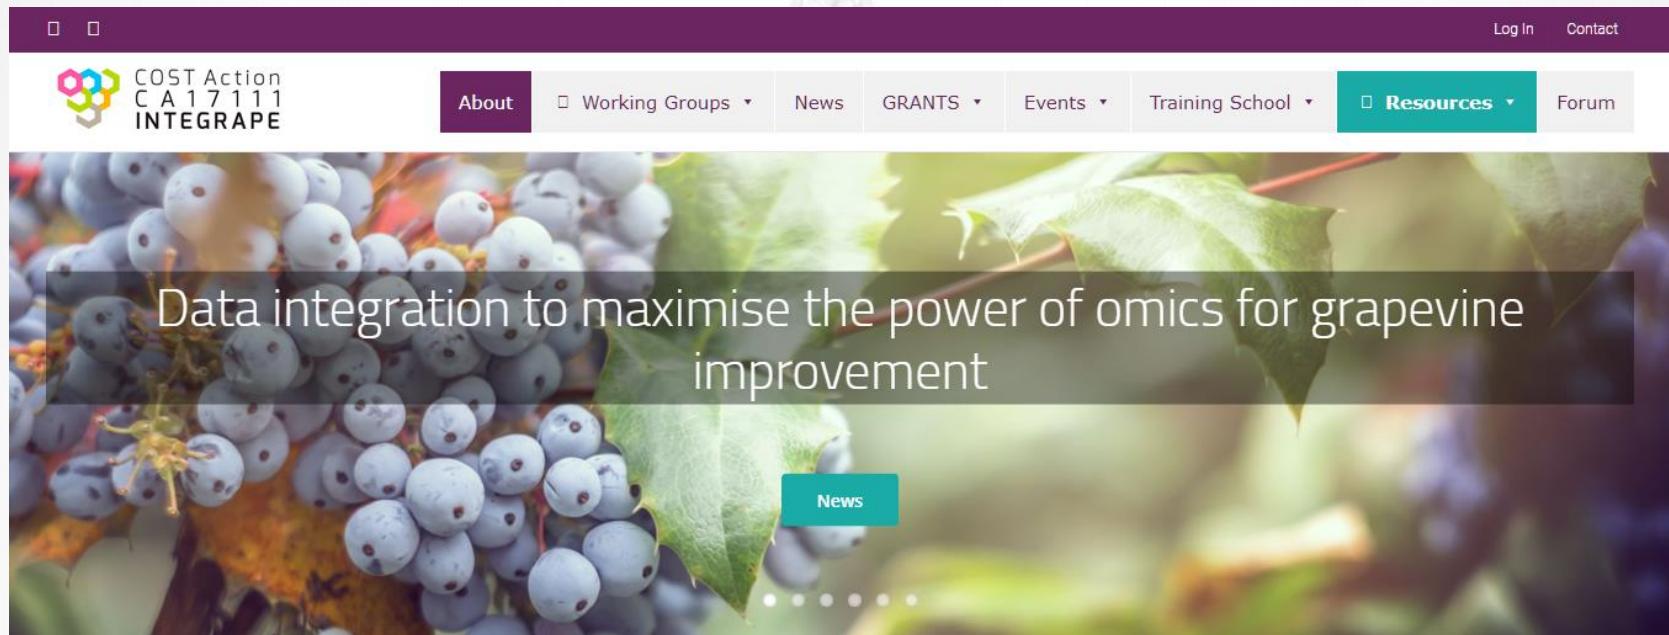 Log In Contact
COST Action
CA17111
INTEGRAPE
About Working Groups News GRANTS Events Training School Resources Forum
Data integration to maximise the power of omics for grapevine
improvement
News